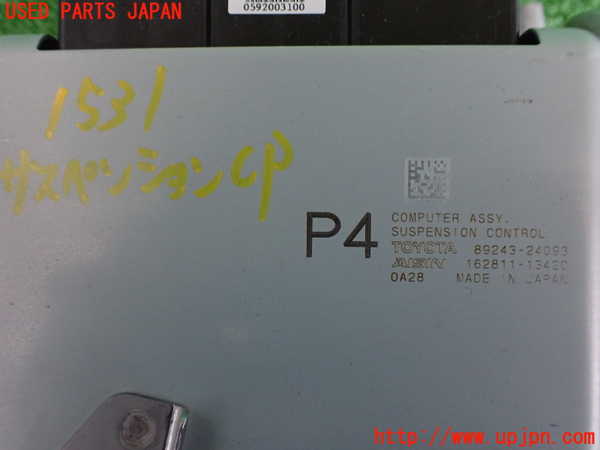 USED PARTS JAPAN
0592003100
1531
サスペンションCP
P4
COMPUTER ASSY.
SUSPENSION CONTROL
TOYOTA 89243-24093
AISIN 162811-13420
0A28 MADE IN JAPAN
http://www.upjpn.com/